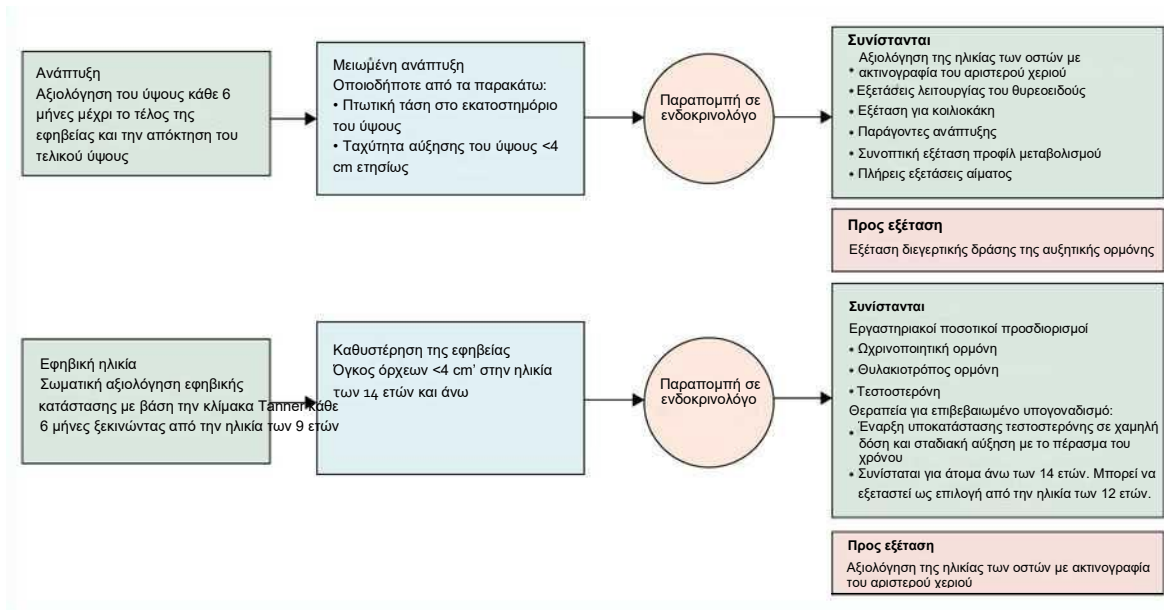 Ανάπτυξη
Αξιολόγηση του ύψους κάθε 6
μήνες μέχρι το τέλος της
εφηβείας και την απόκτηση του
τελικού ύψους
Μειωμένη ανάπτυξη
Οποιοδήποτε από τα παρακάτω:
• Πτωτική τάση στο εκατοστημόριο
του ύψους
• Ταχύτητα αύξησης του ύψους <4
cm ετησίως
Παραπομπή σε
ενδοκρινολόγο
Συνίστανται
Αξιολόγηση της ηλικίας των οστών με
• ακτινογραφία του αριστερού χεριού
• Εξετάσεις λειτουργίας του θυρεοειδούς
• Εξέταση για κοιλιοκάκη
• Παράγοντες ανάπτυξης
• Συνοπτική εξέταση προφίλ μεταβολισμού
• Πλήρεις εξετάσεις αίματος
Προς εξέταση
Εξέταση διεγερτικής δράσης της αυξητικής ορμόνης
Εφηβική ηλικία
Σωματική αξιολόγηση εφηβικής
κατάστασης με βάση την κλίμακα Tanner κάθε
6 μήνες ξεκινώντας από την ηλικία των 9 ετών
Καθυστέρηση της εφηβείας
Όγκος όρχεων <4 cm' στην ηλικία
των 14 ετών και άνω
Παραπομπή σε
ενδοκρινολόγο
Συνίστανται
Εργαστηριακοί ποσοτικοί προσδιορισμοί
• Ωχρινοποιητική ορμόνη
• Θυλακιοτρόπος ορμόνη
• Τεστοστερόνη
Θεραπεία για επιβεβαιωμένο υπογοναδισμό:
• Έναρξη υποκατάστασης τεστοστερόνης σε χαμηλή
δόση και σταδιακή αύξηση με το πέρασμα του
χρόνου
• Συνίσταται για άτομα άνω των 14 ετών. Μπορεί να
εξεταστεί ως επιλογή από την ηλικία των 12 ετών.
Προς εξέταση
Αξιολόγηση της ηλικίας των οστών με ακτινογραφία
του αριστερού χεριού